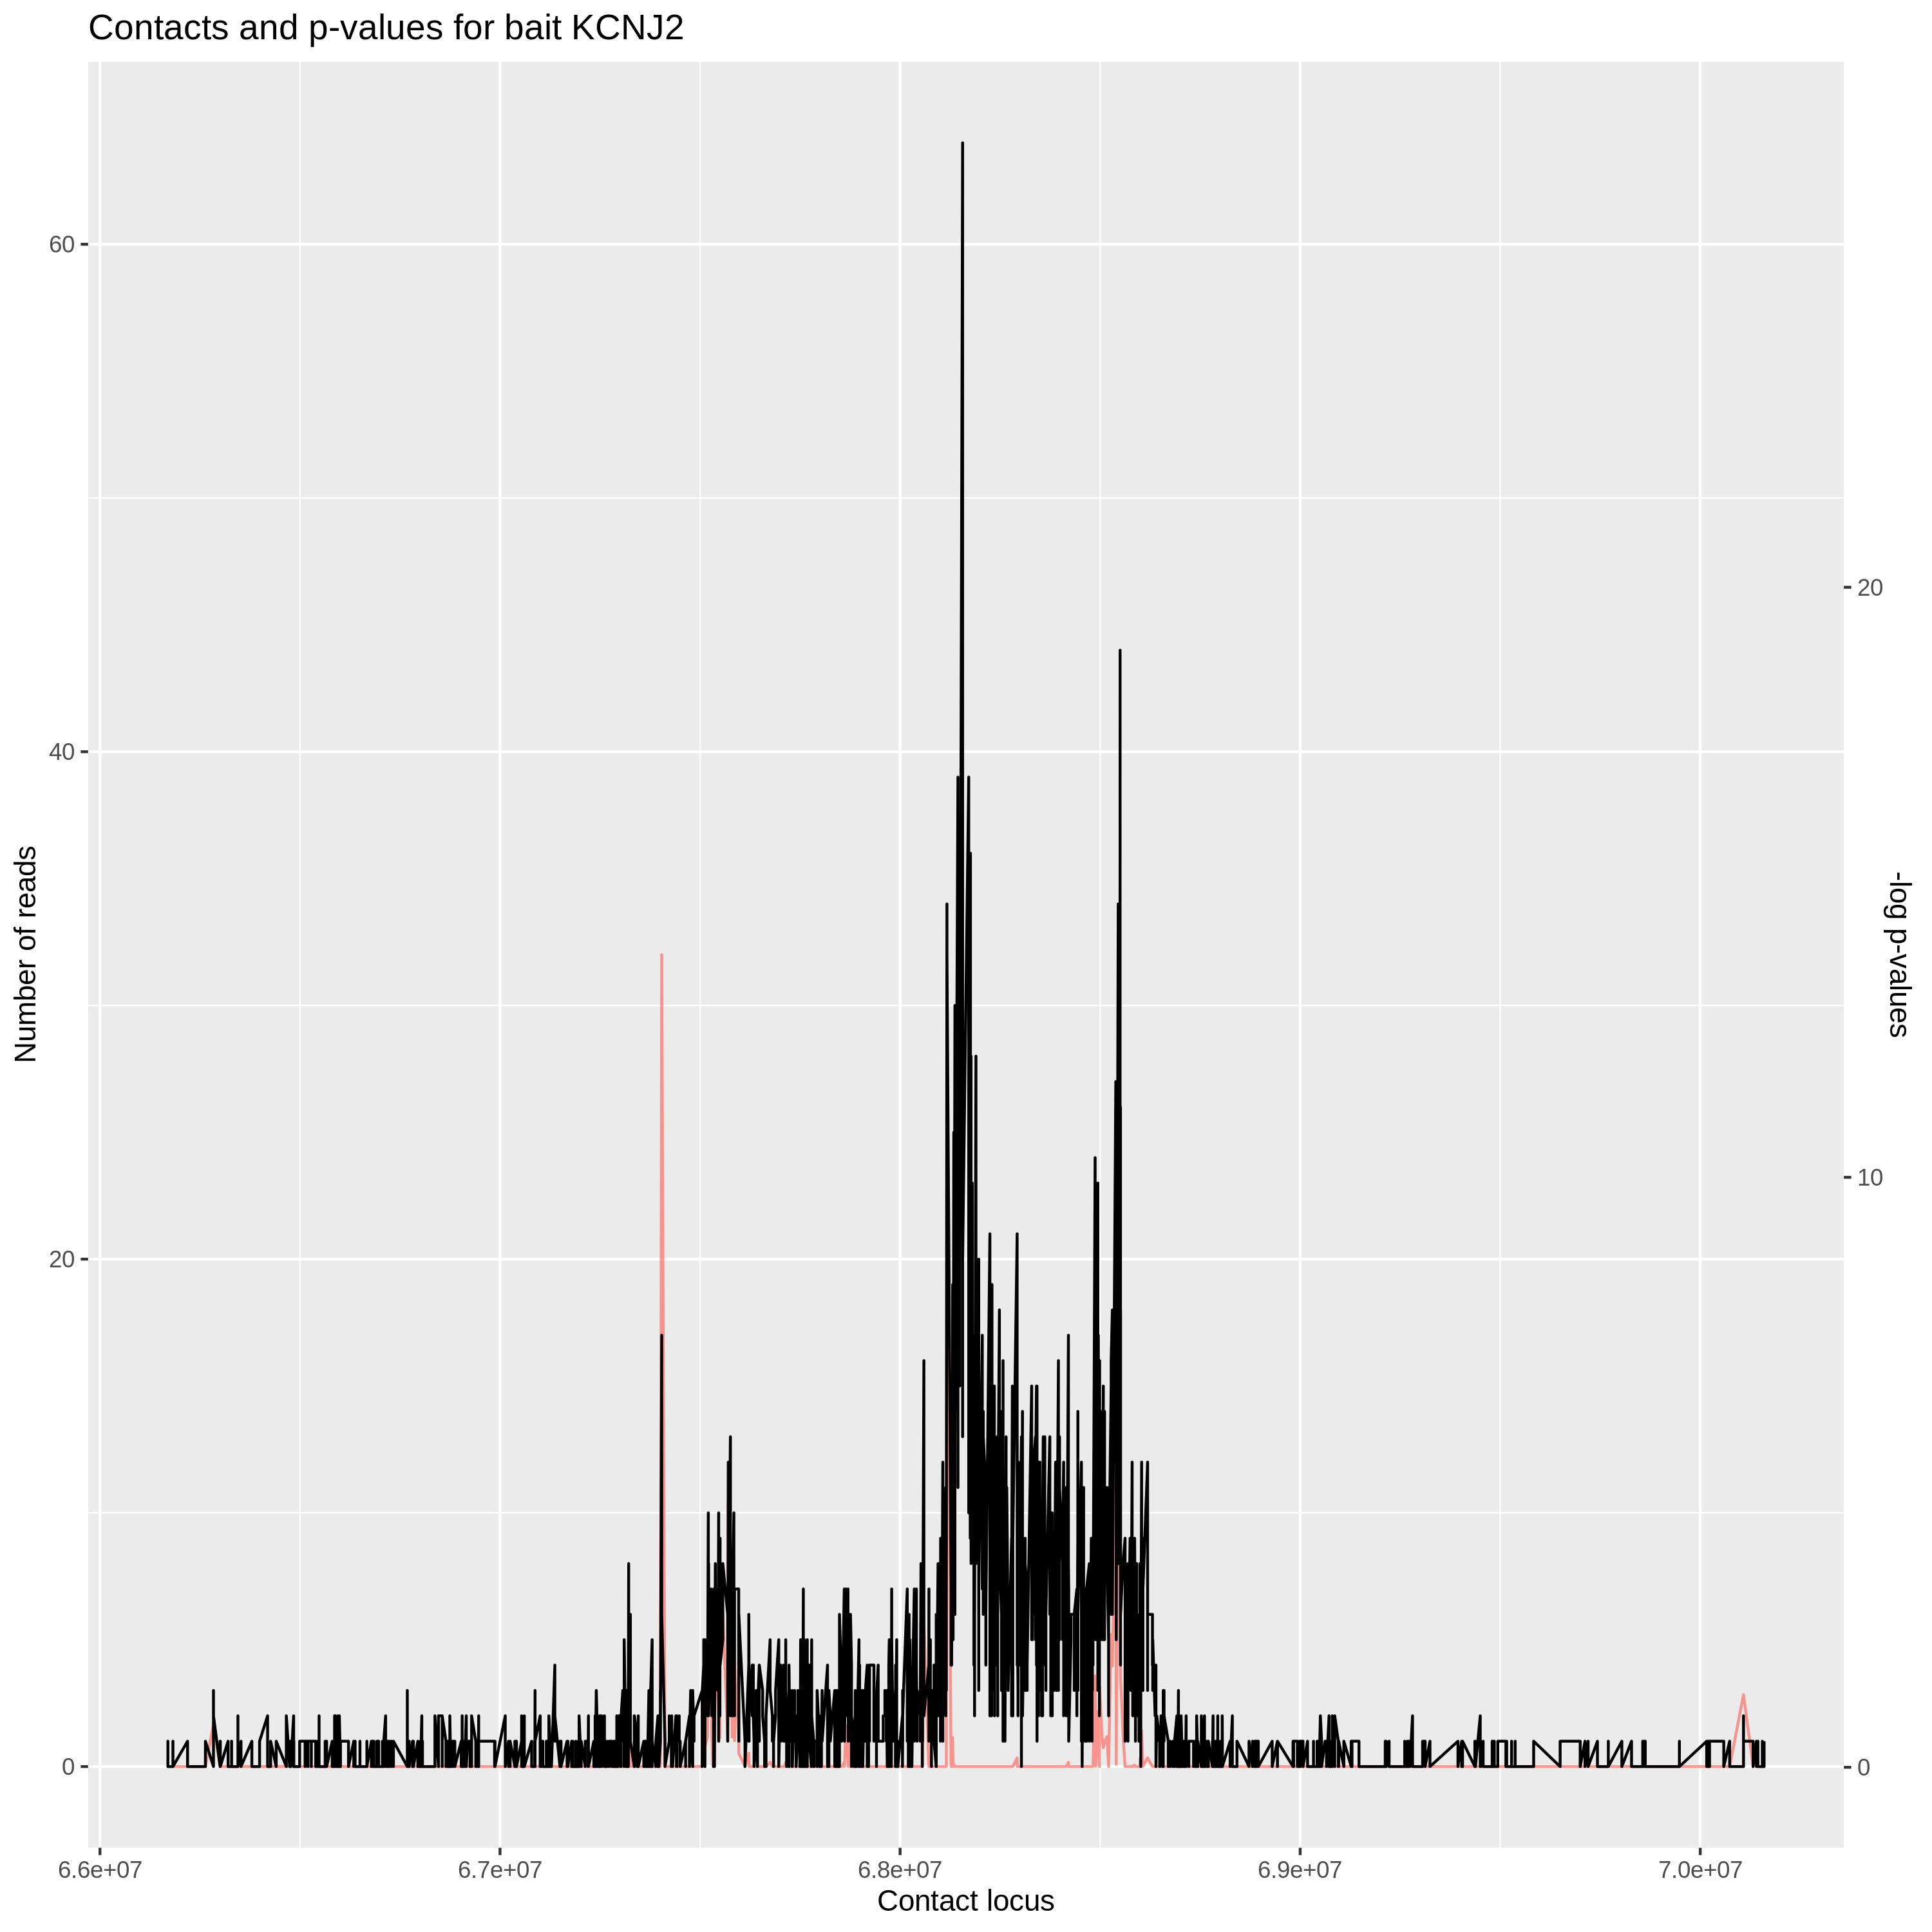 Contacts and p-values for bait KCNJ2
60
40
20
0
Number of reads
20
10
0
-log p-values
6.6e+07 6.7e+07 6.8e+07 6.9e+07 7.0e+07
Contact locus